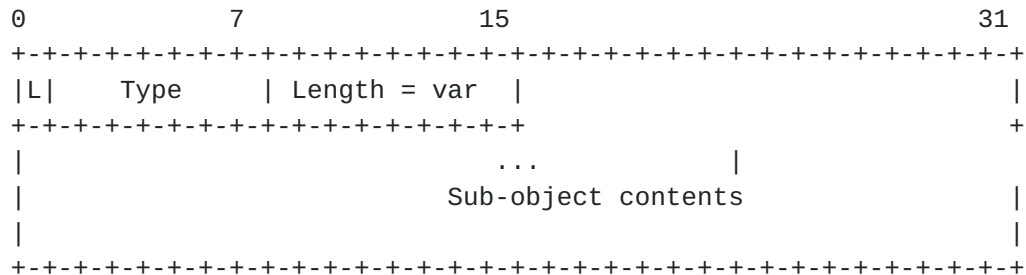 0             7               15                              31
+-+-+-+-+-+-+-+-+-+-+-+-+-+-+-+-+-+-+-+-+-+-+-+-+-+-+-+-+-+-+-+-+
|L|    Type     | Length = var  |                               |
+-+-+-+-+-+-+-+-+-+-+-+-+-+-+-+-+                               +
|                              ...            |
|                           Sub-object contents                 |
|                                                               |
+-+-+-+-+-+-+-+-+-+-+-+-+-+-+-+-+-+-+-+-+-+-+-+-+-+-+-+-+-+-+-+-+